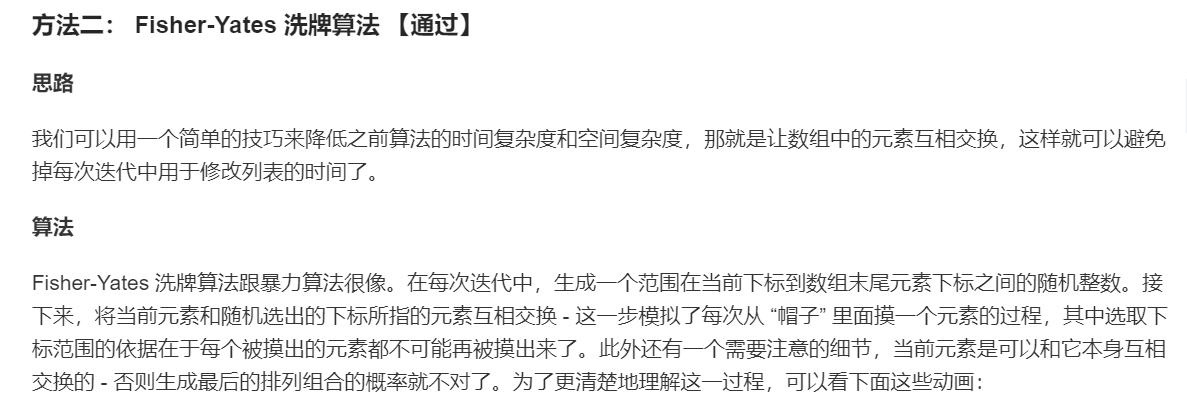 方法二： Fisher-Yates 洗牌算法 【通过】
思路
我们可以用一个简单的技巧来降低之前算法的时间复杂度和空间复杂度，那就是让数组中的元素互相交换，这样就可以避免
掉每次迭代中用于修改列表的时间了。
算法
Fisher-Yates 洗牌算法跟暴力算法很像。在每次迭代中，生成一个范围在当前下标到数组末尾元素下标之间的随机整数。接
下来，将当前元素和随机选出的下标所指的元素互相交换 - 这一步模拟了每次从 “帽子” 里面摸一个元素的过程，其中选取下
标范围的依据在于每个被摸出的元素都不可能再被摸出来了。此外还有一个需要注意的细节，当前元素是可以和它本身互相
交换的 - 否则生成最后的排列组合的概率就不对了。为了更清楚地理解这一过程，可以看下面这些动画：